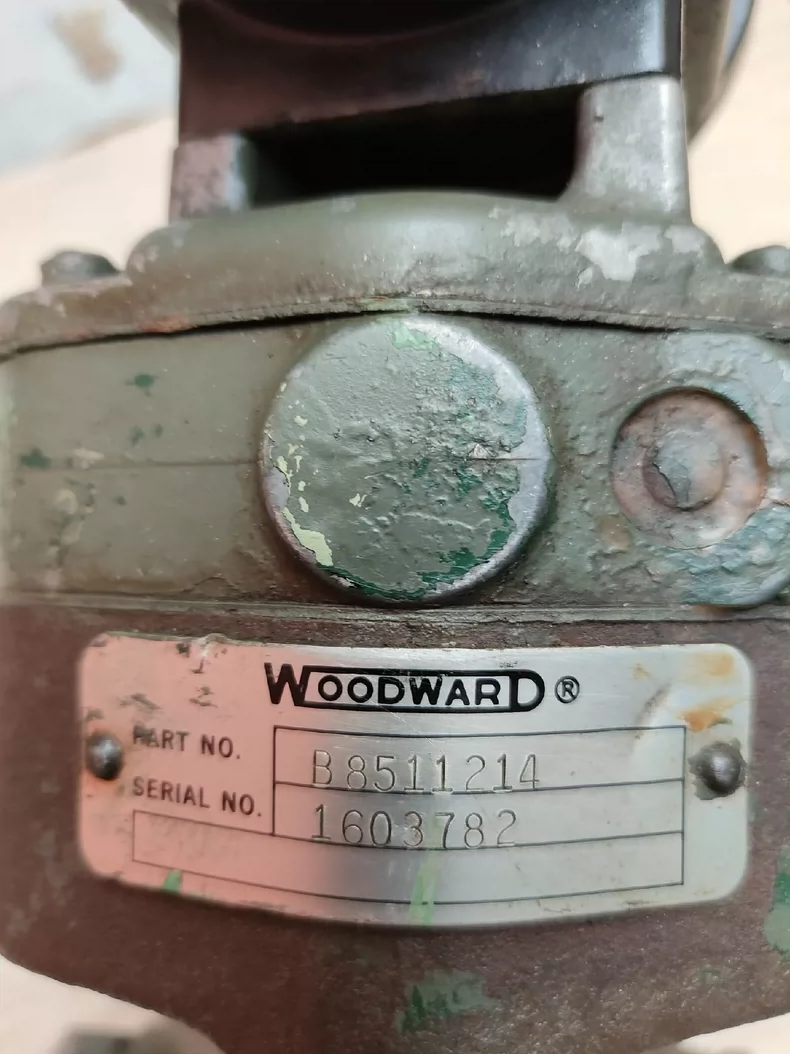 WOODWARD®
PART NO. B8511214
SERIAL NO. 1603782